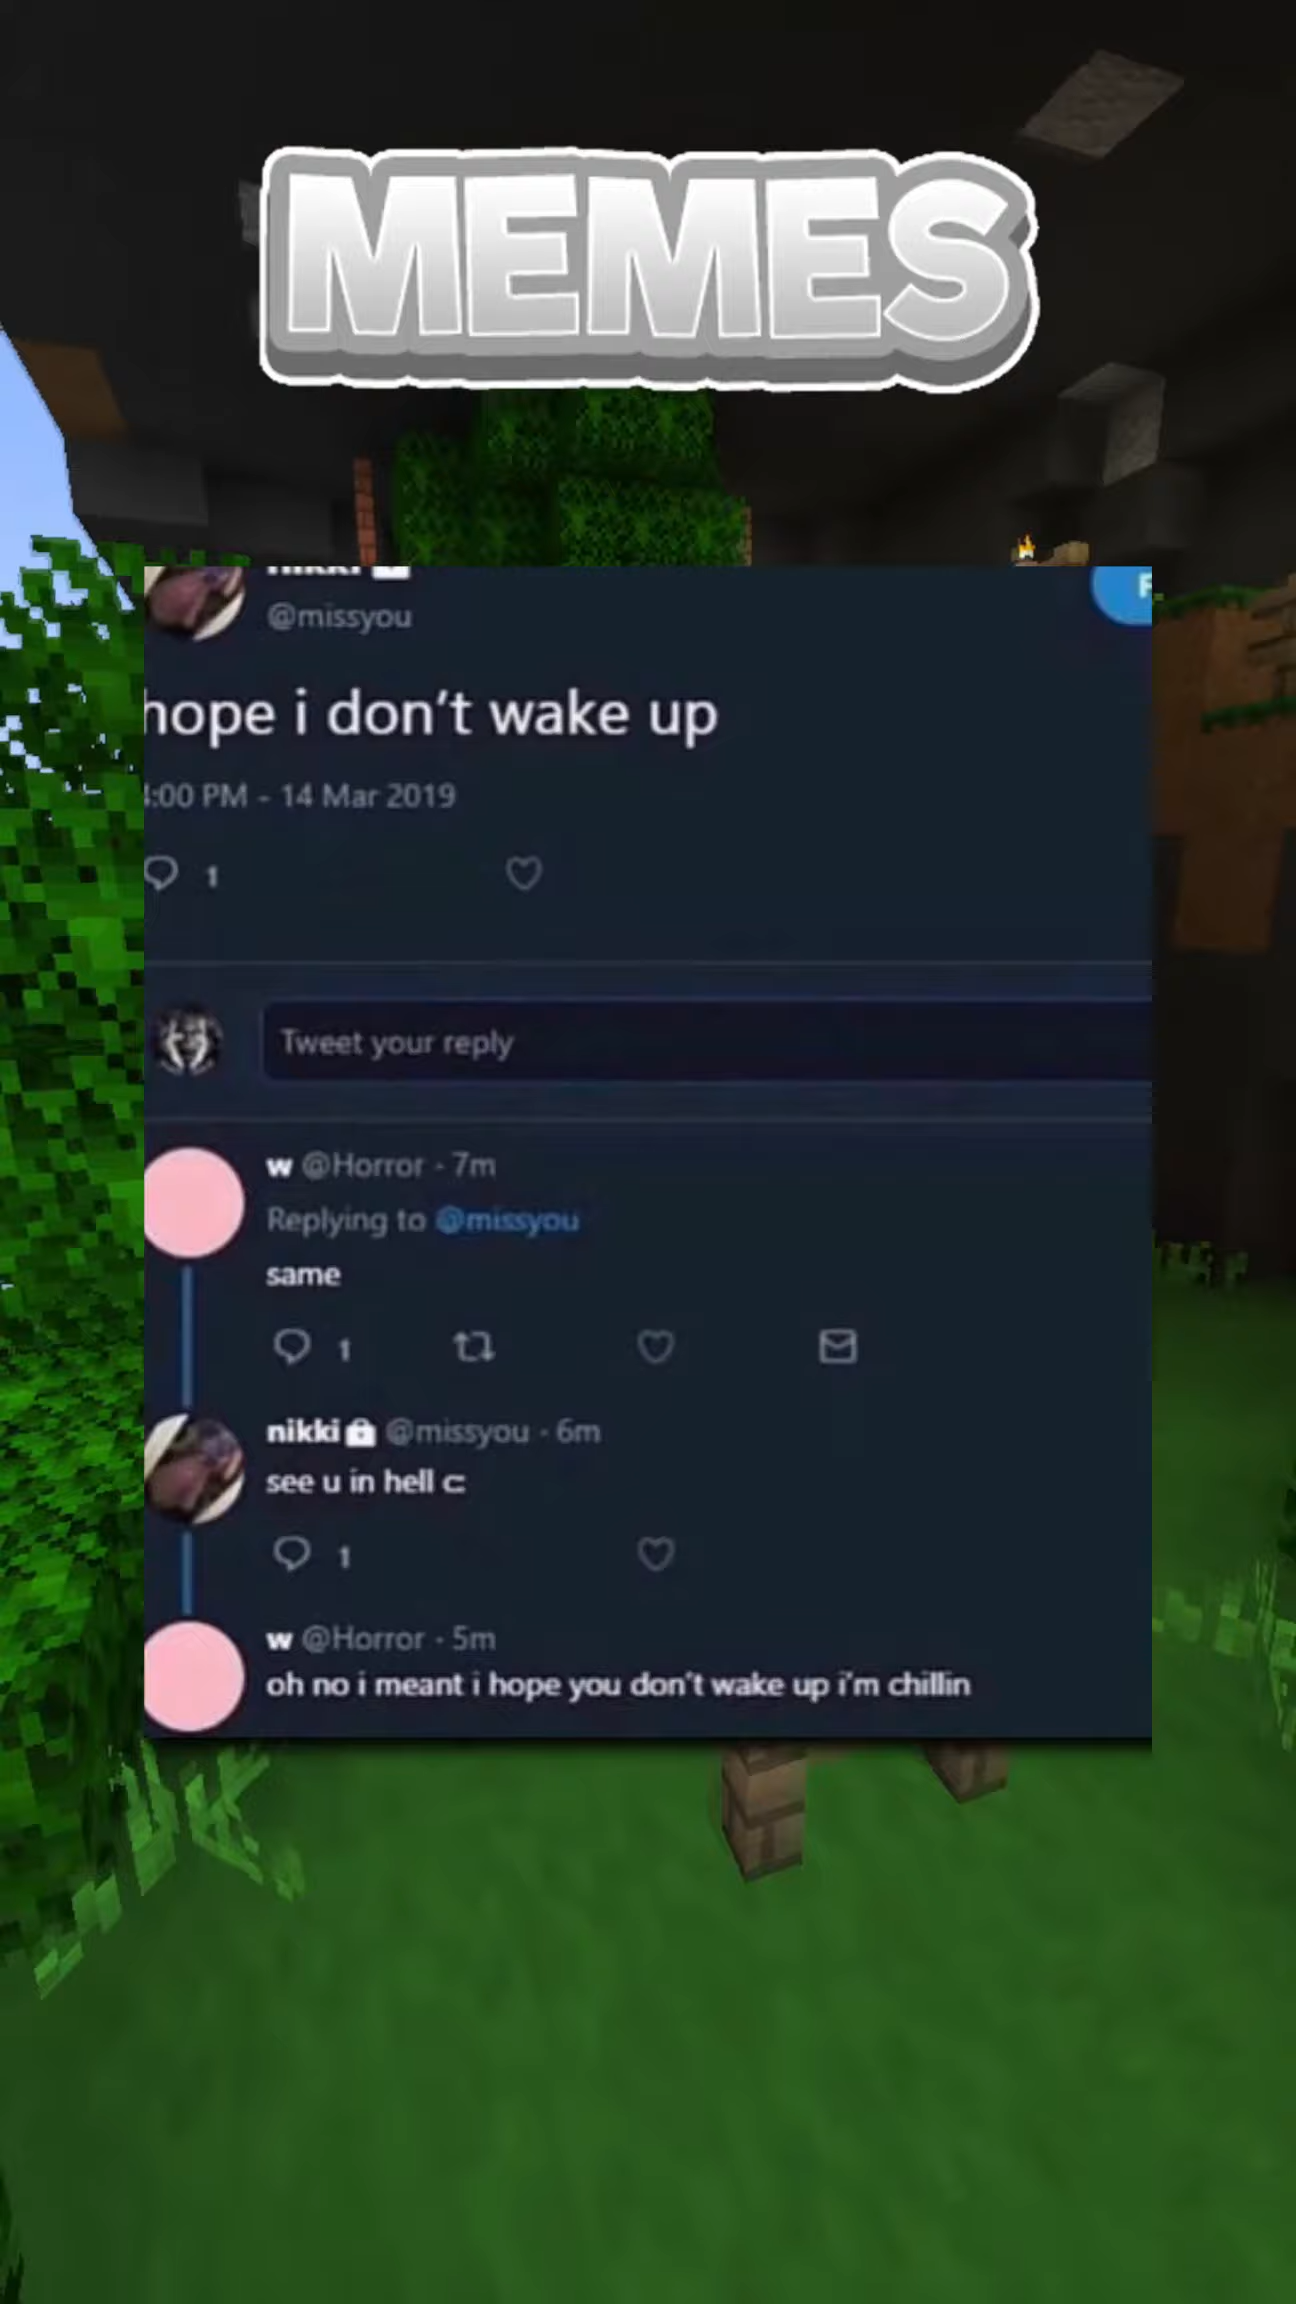 MEMES
@missyou
hope i don't wake up
:00 PM - 14 Mar 2019
1
Tweet your reply
w @Horror · 7m
Replying to @missyou
same
1
nikki @missyou · 6m
see u in hell c
1
w @Horror · 5m
oh no i meant i hope you don't wake up i'm chillin